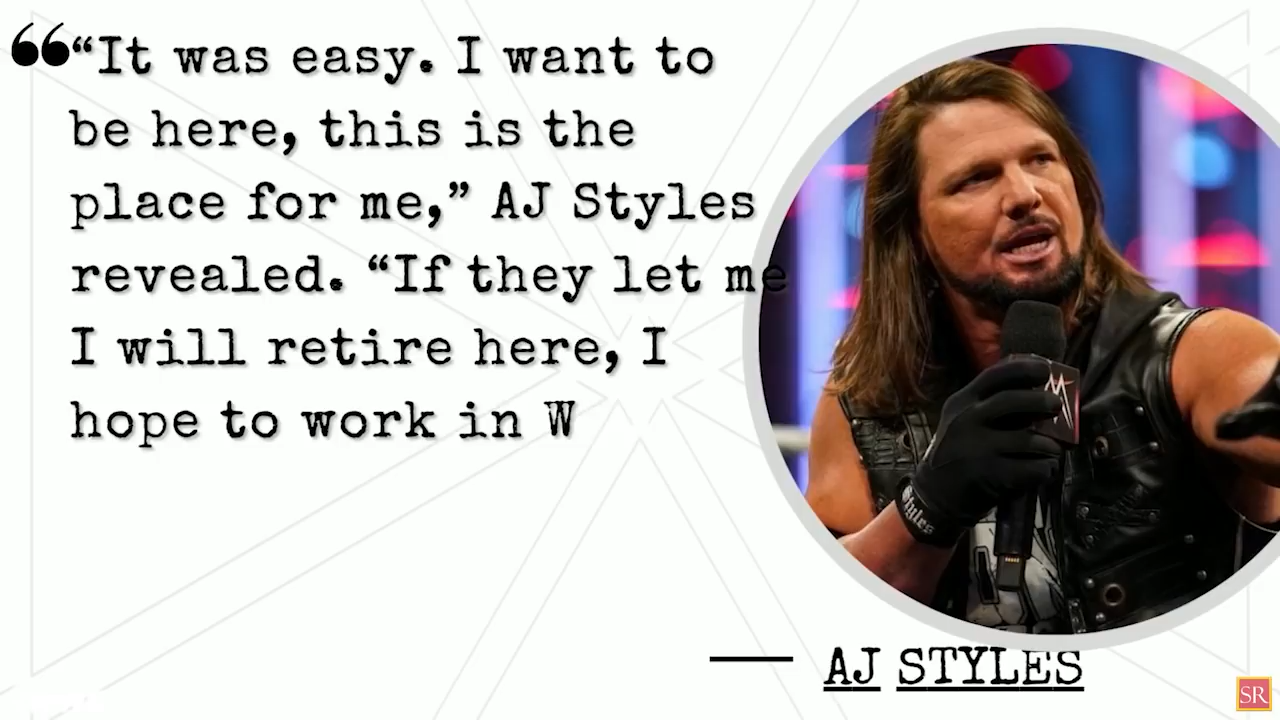 ❝“It was easy. I want to
be here, this is the
place for me,” AJ Styles
revealed. “If they let me
I will retire here, I
hope to work in W
Styles
— AJ STYLES
SR